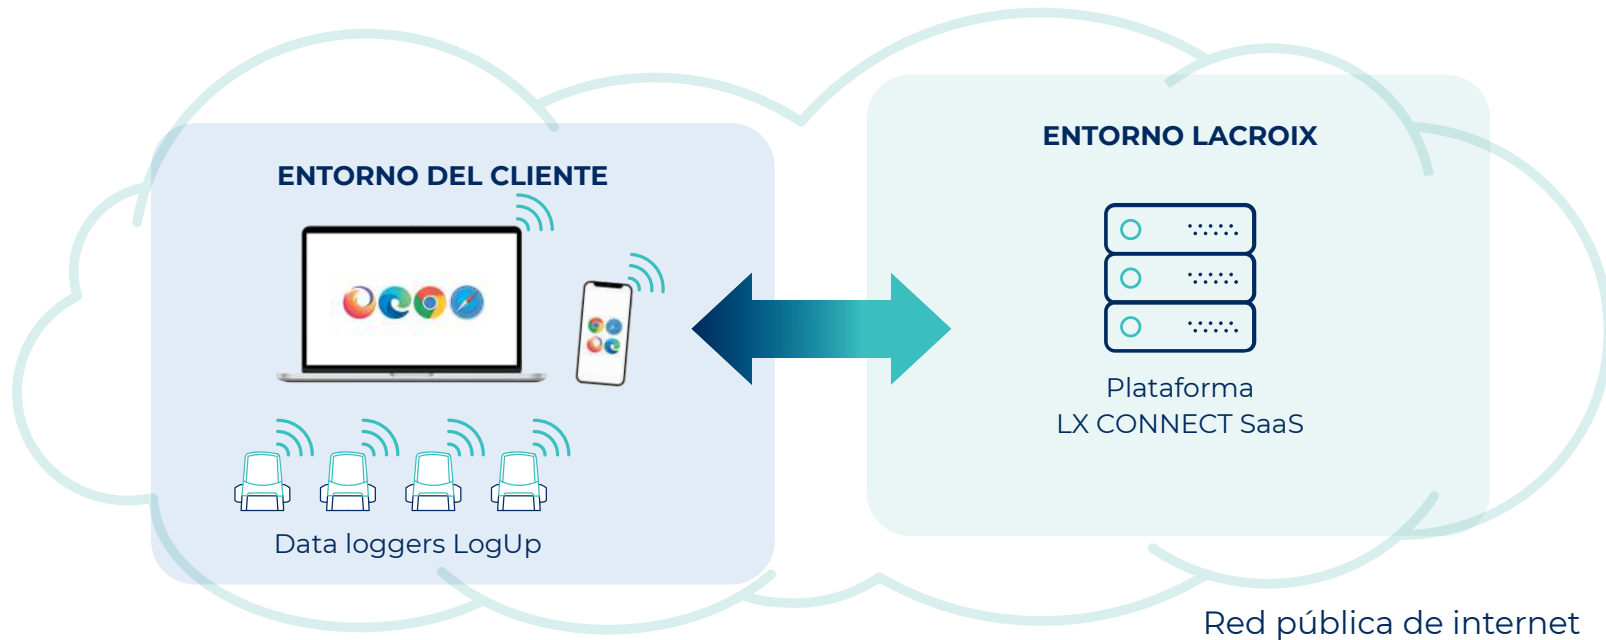 ENTORNO DEL CLIENTE
Data loggers LogUp
ENTORNO LACROIX
Plataforma
LX CONNECT SaaS
Red pública de internet